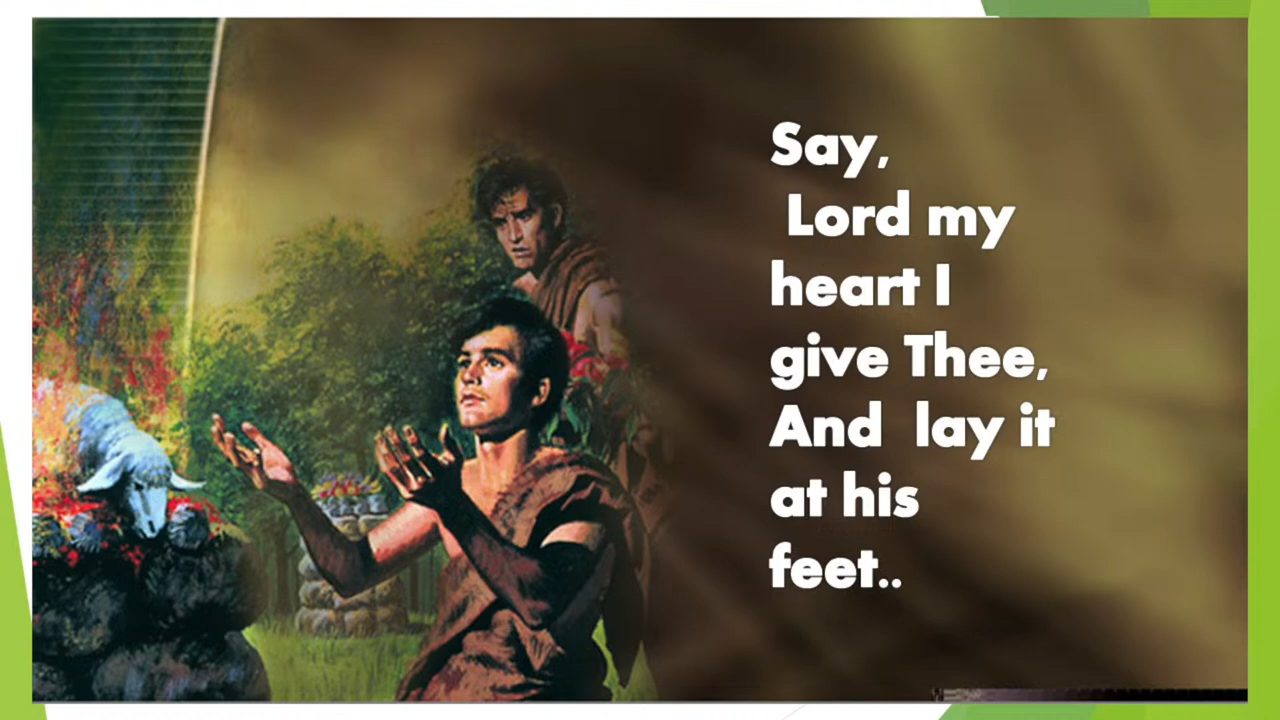 Say,
Lord my
heart I
give Thee,
And lay it
at his
feet..